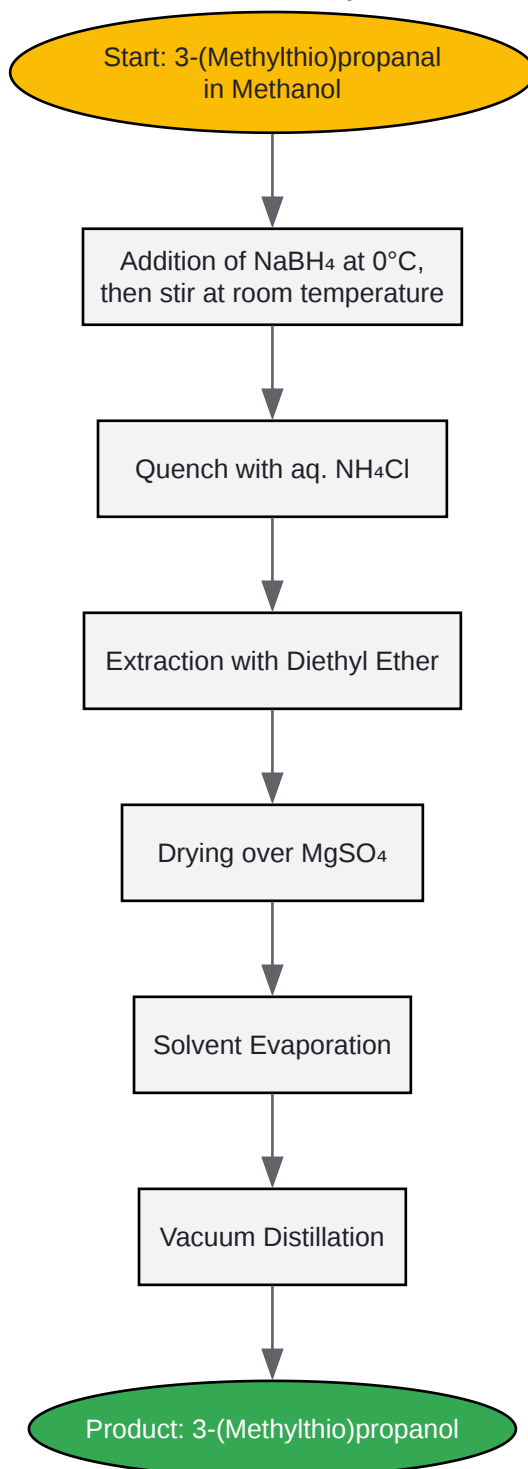 Start: 3-(Methylthio)propanal
in Methanol
Addition of NaBH₄ at 0°C,
then stir at room temperature
Quench with aq. NH₄Cl
Extraction with Diethyl Ether
Drying over MgSO₄
Solvent Evaporation
Vacuum Distillation
Product: 3-(Methylthio)propanol